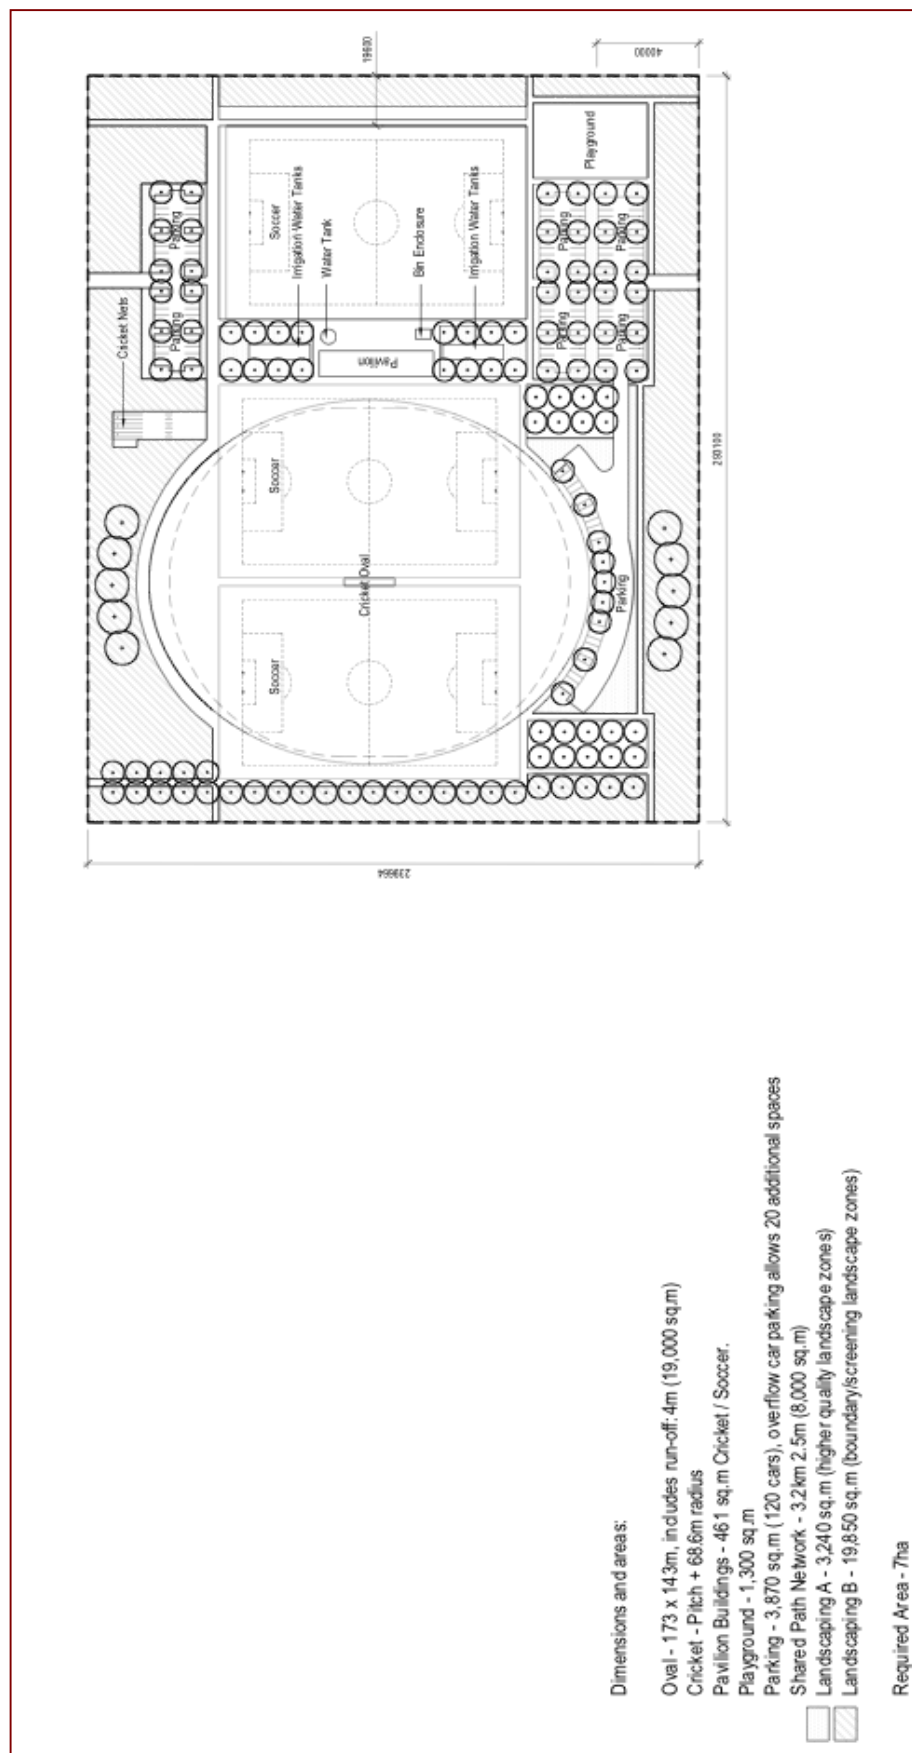 19600
40000
Playground
Soccer
Irrigation Water Tanks
Water Tank
Bin Enclosure
Irrigation Water Tanks
Parking
Parking
Parking
Parking
Parking
Parking
Cricket Nets
Pavilion
Soccer
Cricket Oval
Soccer
Parking
293100
239664
Dimensions and areas:
Oval - 173 x 143m, includes run-off: 4m (19,000 sq.m)
Cricket - Pitch + 68.6m radius
Pavilion Buildings - 461 sq.m Cricket / Soccer.
Playground - 1,300 sq.m
Parking - 3,870 sq.m (120 cars), overflow car parking allows 20 additional spaces
Shared Path Network - 3.2km 2.5m (8,000 sq.m)
Landscaping A - 3,240 sq.m (higher quality landscape zones)
Landscaping B - 19,850 sq.m (boundary/screening landscape zones)
Required Area - 7ha